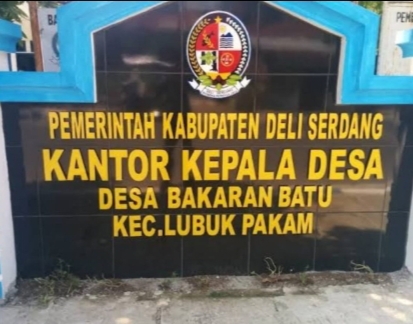 PEMERINTAH KABUPATEN DELI SERDANG
KANTOR KEPALA DESA
DESA BAKARAN BATU
KEC.LUBUK PAKAM